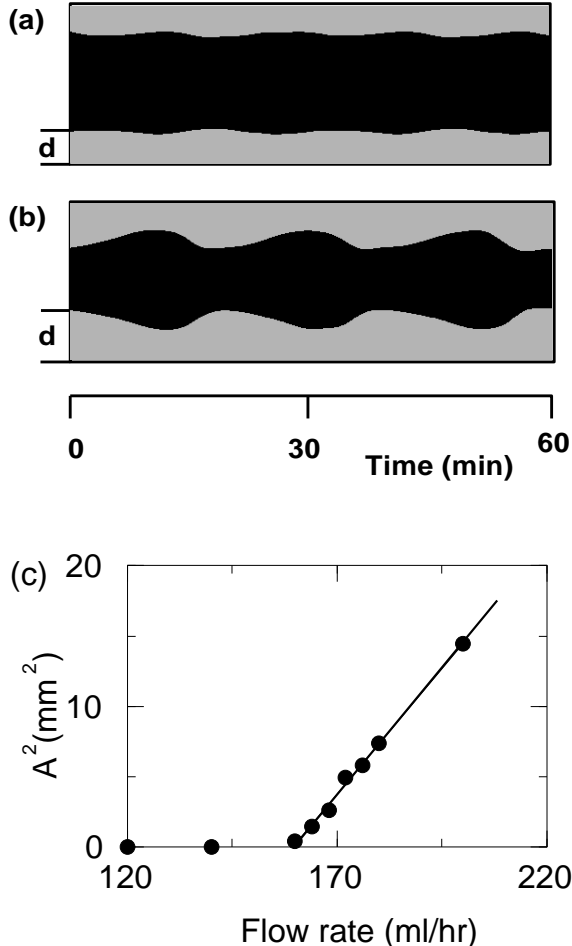 (a)
d
(b)
d
0 30 60
Time (min)
(c)
20
10
0
A²(mm²)
120 170 220
Flow rate (ml/hr)